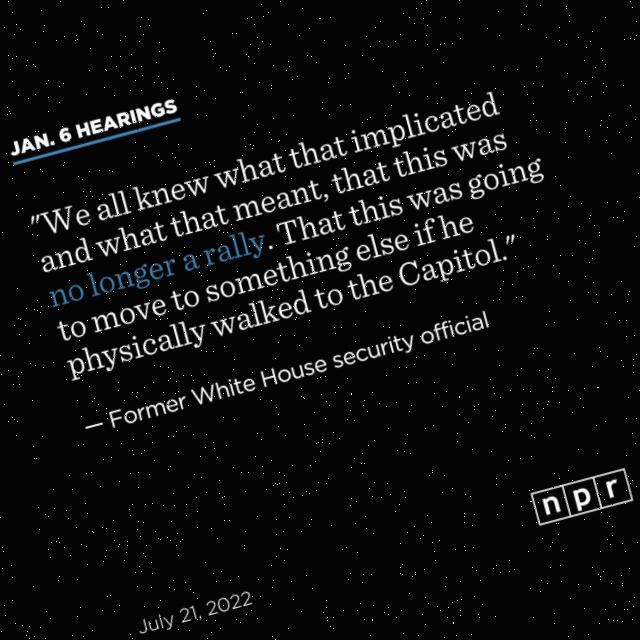 JAN. 6 HEARINGS
"We all knew what that implicated
and what that meant, that this was
no longer a rally. That this was going
to move to something else if he
physically walked to the Capitol."
— Former White House security official
npr
July 21, 2022